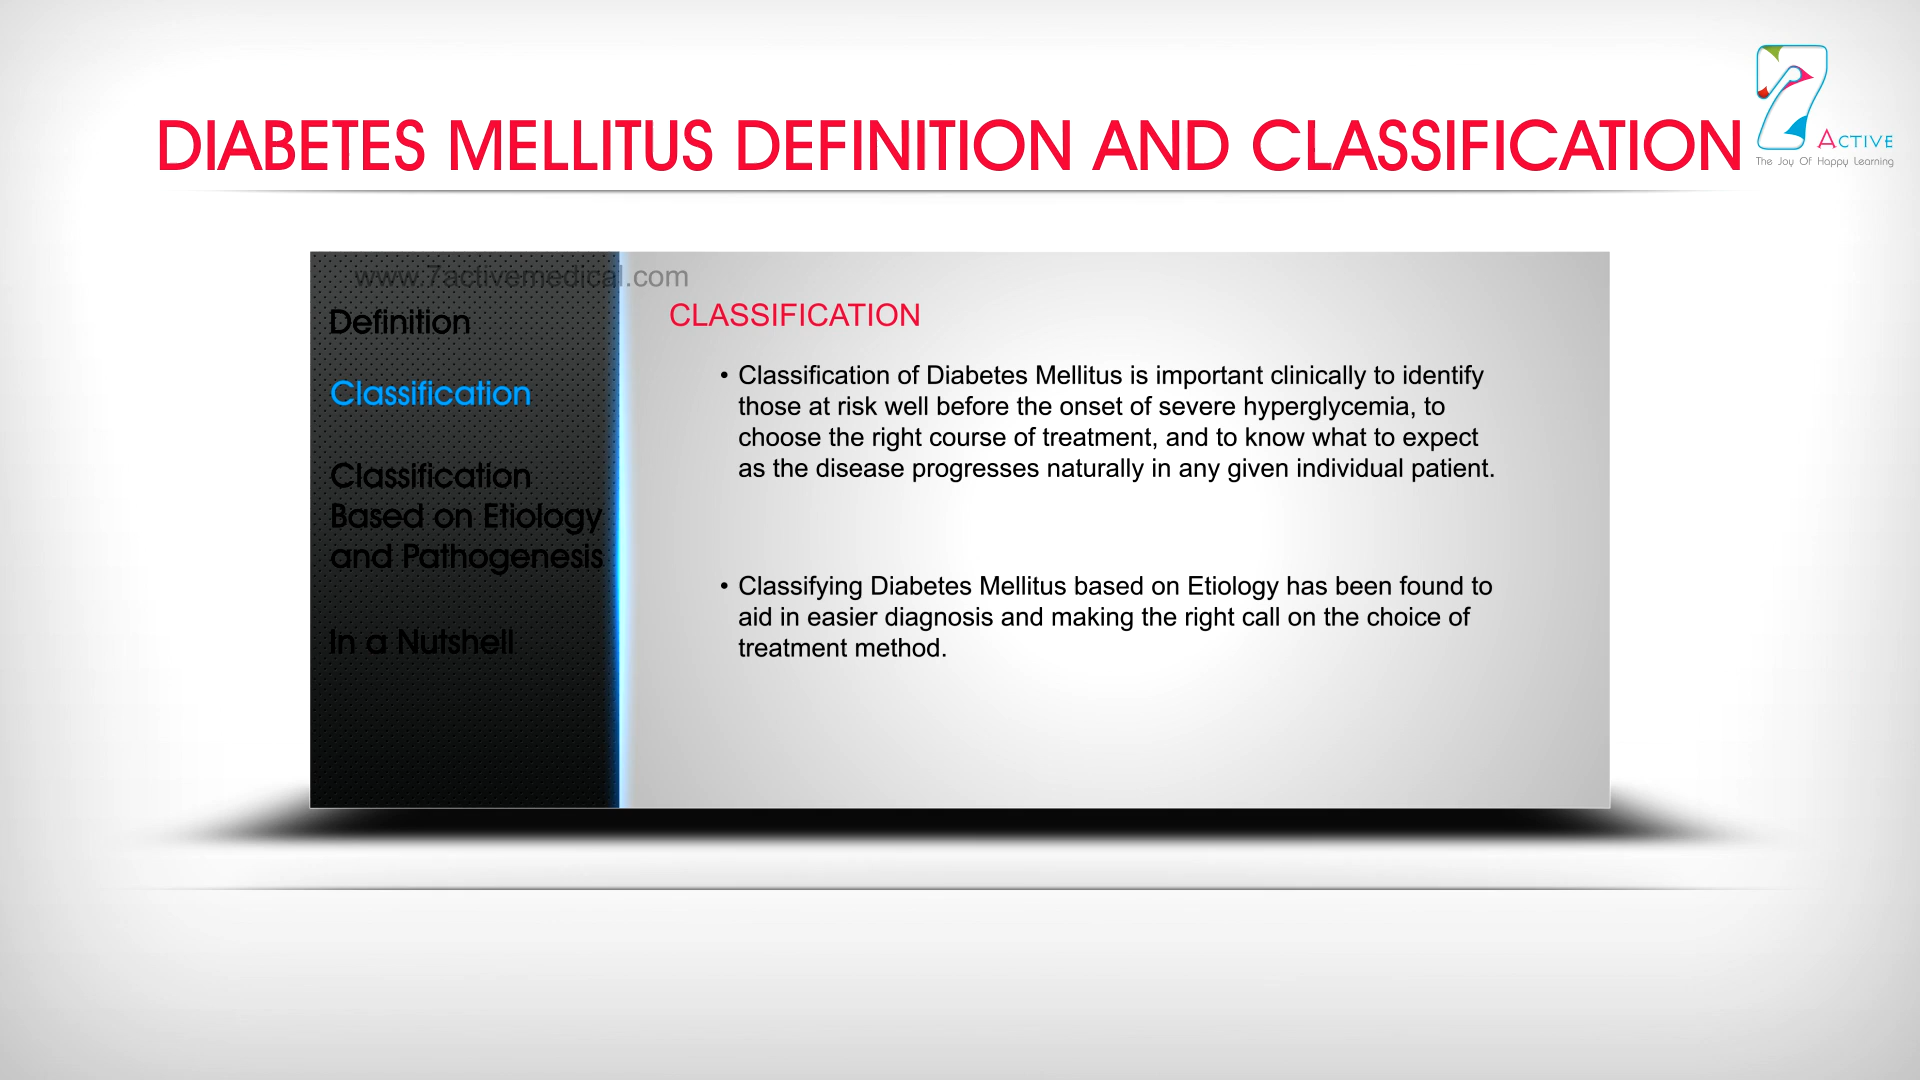 DIABETES MELLITUS DEFINITION AND CLASSIFICATION
7
ACTIVE
The Joy Of Happy Learning
www.7activemedical.com
Definition
Classification
Classification
Based on Etiology
and Pathogenesis
In a Nutshell
CLASSIFICATION
• Classification of Diabetes Mellitus is important clinically to identify
those at risk well before the onset of severe hyperglycemia, to
choose the right course of treatment, and to know what to expect
as the disease progresses naturally in any given individual patient.
• Classifying Diabetes Mellitus based on Etiology has been found to
aid in easier diagnosis and making the right call on the choice of
treatment method.